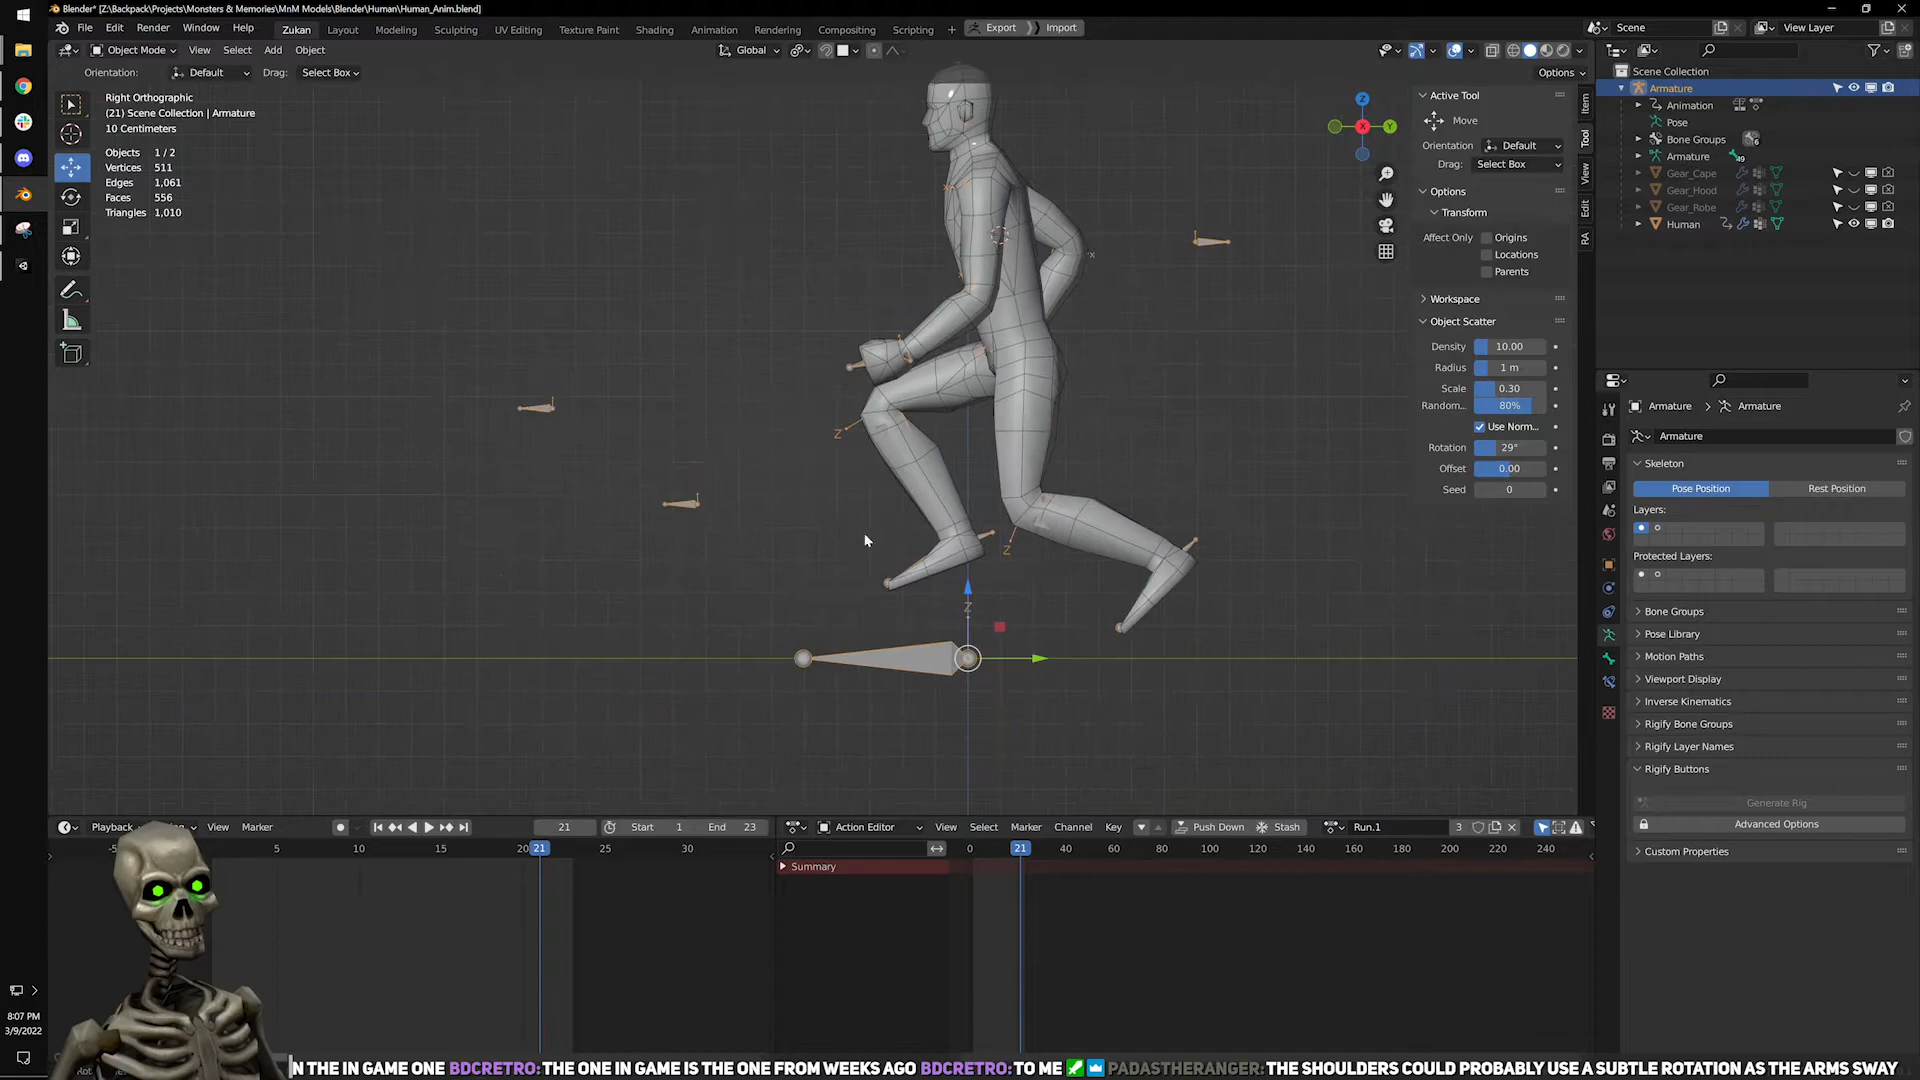 Blender* [Z:\Backpack\Projects\Monsters & Memories\MnM Models\Blender\Human\Human_Anim.blend]
File Edit Render Window Help Zukan Layout Modeling Sculpting UV Editing Texture Paint Shading Animation Rendering Compositing Scripting + Export Import Scene View Layer
Object Mode View Select Add Object Global Options
Orientation: Default Drag: Select Box
Right Orthographic
(21) Scene Collection | Armature
10 Centimeters
Objects 1 / 2
Vertices 511
Edges 1,061
Faces 556
Triangles 1,010
Z
Z
Z
Z
X
Y
Active Tool
Move
Orientation Default
Drag: Select Box
Options
Transform
Affect Only Origins
Locations
Parents
Workspace
Object Scatter
Density 10.00
Radius 1 m
Scale 0.30
Random... 80%
Use Norm...
Rotation 29°
Offset 0.00
Seed 0
Item
Tool
View
Edit
RA
Scene Collection
Armature
Animation
Pose
Bone Groups 6
Armature 49
Gear_Cape
Gear_Hood
Gear_Robe
Human
Armature > Armature
Armature
Skeleton
Pose Position Rest Position
Layers:
Protected Layers:
Bone Groups
Pose Library
Motion Paths
Viewport Display
Inverse Kinematics
Rigify Bone Groups
Rigify Layer Names
Rigify Buttons
Generate Rig
Advanced Options
Custom Properties
Playback View Marker 21 Start 1 End 23
-5 5 10 15 20 21 25 30
Action Editor View Select Marker Channel Key Push Down Stash Run.1 3
0 21 40 60 80 100 120 140 160 180 200 220 240
Summary
8:07 PM
3/9/2022
N THE IN GAME ONE BDCRETRO: THE ONE IN GAME IS THE ONE FROM WEEKS AGO BDCRETRO: TO ME PADASTHERANGER: THE SHOULDERS COULD PROBABLY USE A SUBTLE ROTATION AS THE ARMS SWAY